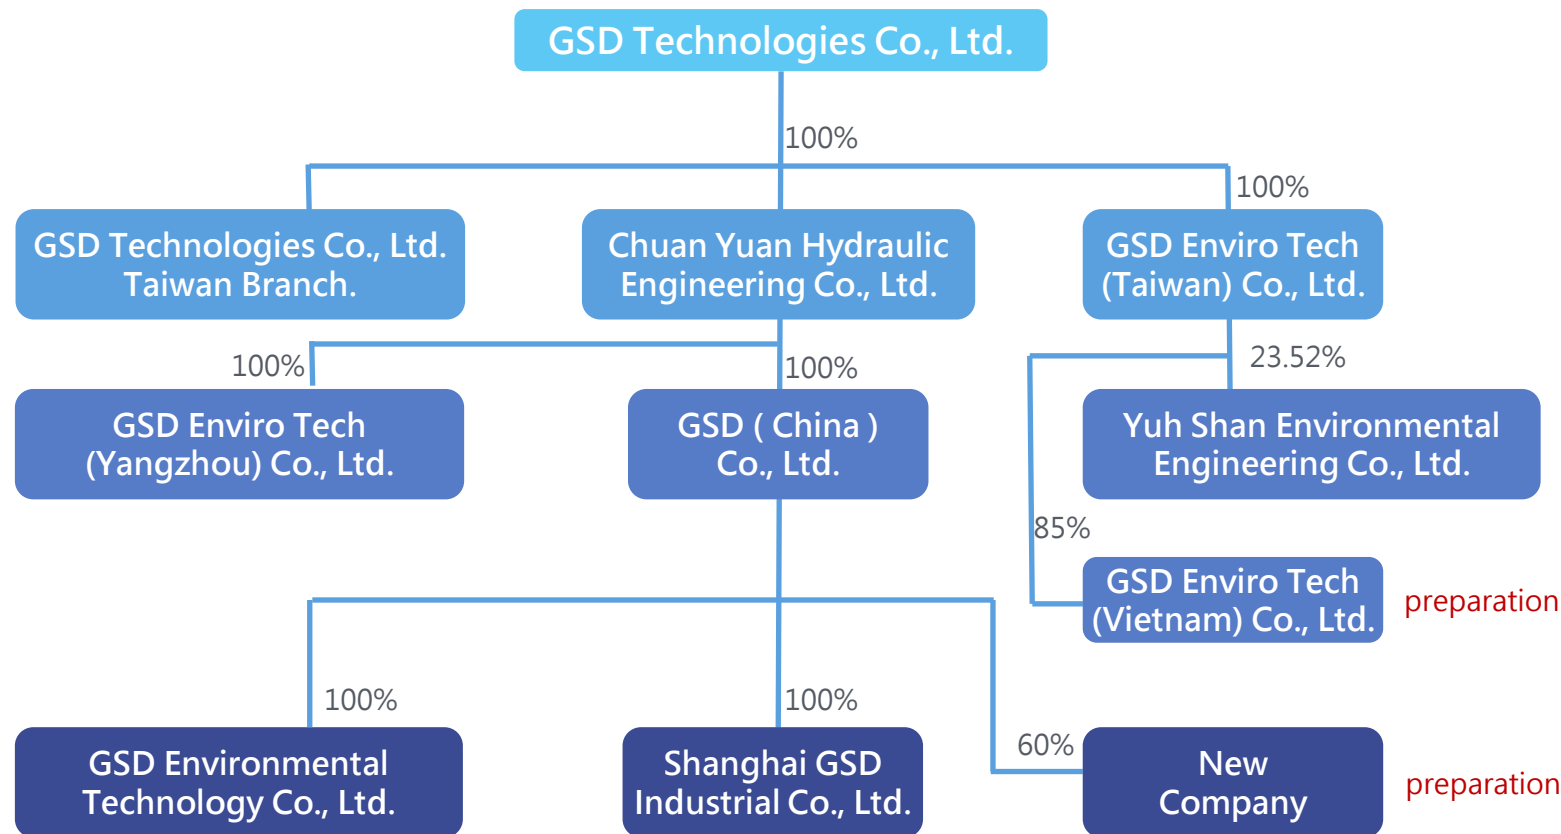 GSD Technologies Co., Ltd.
100%
100%
GSD Technologies Co., Ltd.
Taiwan Branch.
Chuan Yuan Hydraulic
Engineering Co., Ltd.
GSD Enviro Tech
(Taiwan) Co., Ltd.
100%
100%
23.52%
GSD Enviro Tech
(Yangzhou) Co., Ltd.
GSD ( China )
Co., Ltd.
Yuh Shan Environmental
Engineering Co., Ltd.
85%
GSD Enviro Tech
(Vietnam) Co., Ltd.
preparation
100%
100%
60%
GSD Environmental
Technology Co., Ltd.
Shanghai GSD
Industrial Co., Ltd.
New
Company
preparation